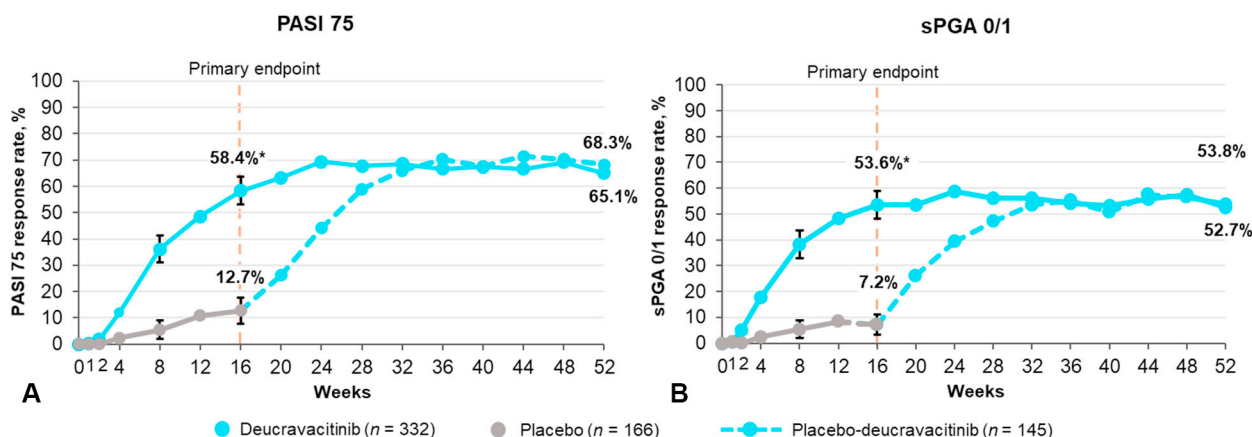 PASI 75
Primary endpoint
PASI 75 response rate, %
100
90
80
70
60
50
40
30
20
10
0
58.4%*
12.7%
68.3%
65.1%
0 1 2 4 8 12 16 20 24 28 32 36 40 44 48 52
Weeks
A
sPGA 0/1
Primary endpoint
sPGA 0/1 response rate, %
100
90
80
70
60
50
40
30
20
10
0
53.6%*
7.2%
53.8%
52.7%
0 1 2 4 8 12 16 20 24 28 32 36 40 44 48 52
Weeks
B
Deucravacitinib (n = 332) Placebo (n = 166) Placebo-deucravacitinib (n = 145)